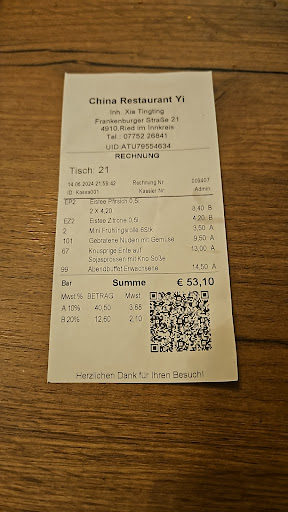 China Restaurant Yi
Inh. Xia Tingting
Frankenburger Straße 21
4910 Ried im Innkreis
Tel.: 07752 26841
UID:ATU79554634
RECHNUNG
Tisch: 21
14.06.2024 21:59:42 Rechnung Nr. 009407
ID: Kassa001 Kassier Nr. Admin
EP2 Eistee Pfirsich 0,5l
2 X 4,20 8,40 B
EZ2 Eistee Zitrone 0,5l 4,20 B
2 Mini Frühlingsrolle 6Stk 3,50 A
101 Gebratene Nudeln mit Gemüse 9,50 A
67 Knusprige Ente auf 13,00 A
Sojasprossen mit Kho Soße
99 Abendbuffet Erwachsene 14,50 A
Bar Summe € 53,10
Mwst % BETRAG Mwst
A 10% 40,50 3,68
B 20% 12,60 2,10
Herzlichen Dank für Ihren Besuch!